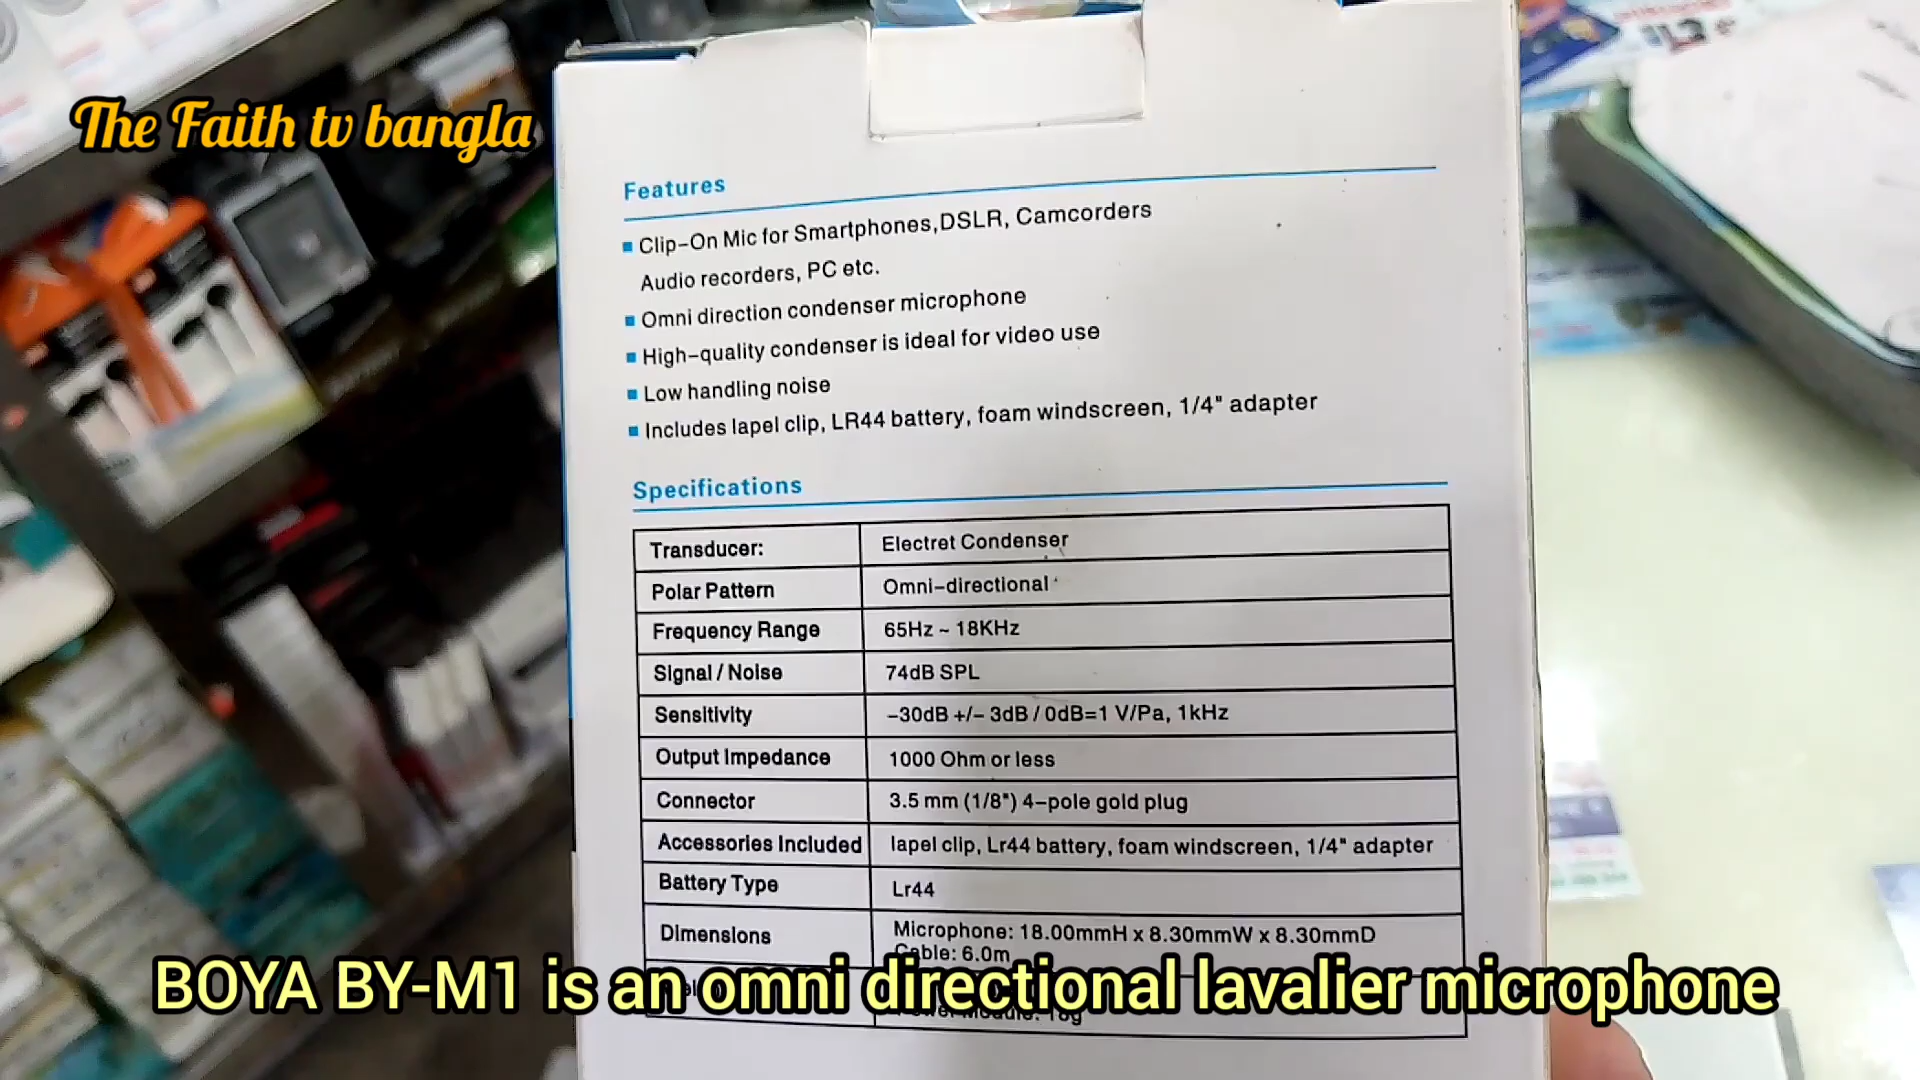 The Faith tv bangla
Features
Clip-On Mic for Smartphones,DSLR, Camcorders
Audio recorders, PC etc.
Omni direction condenser microphone
High-quality condenser is ideal for video use
Low handling noise
Includes lapel clip, LR44 battery, foam windscreen, 1/4" adapter
Specifications
Transducer: Electret Condenser
Polar Pattern Omni-directional
Frequency Range 65Hz ~ 18KHz
Signal / Noise 74dB SPL
Sensitivity -30dB +/- 3dB / 0dB=1 V/Pa, 1kHz
Output Impedance 1000 Ohm or less
Connector 3.5 mm (1/8") 4-pole gold plug
Accessories Included lapel clip, Lr44 battery, foam windscreen, 1/4" adapter
Battery Type Lr44
Dimensions Microphone: 18.00mmH x 8.30mmW x 8.30mmD
Cable: 6.0m
BOYA BY-M1 is an omni directional lavalier microphone